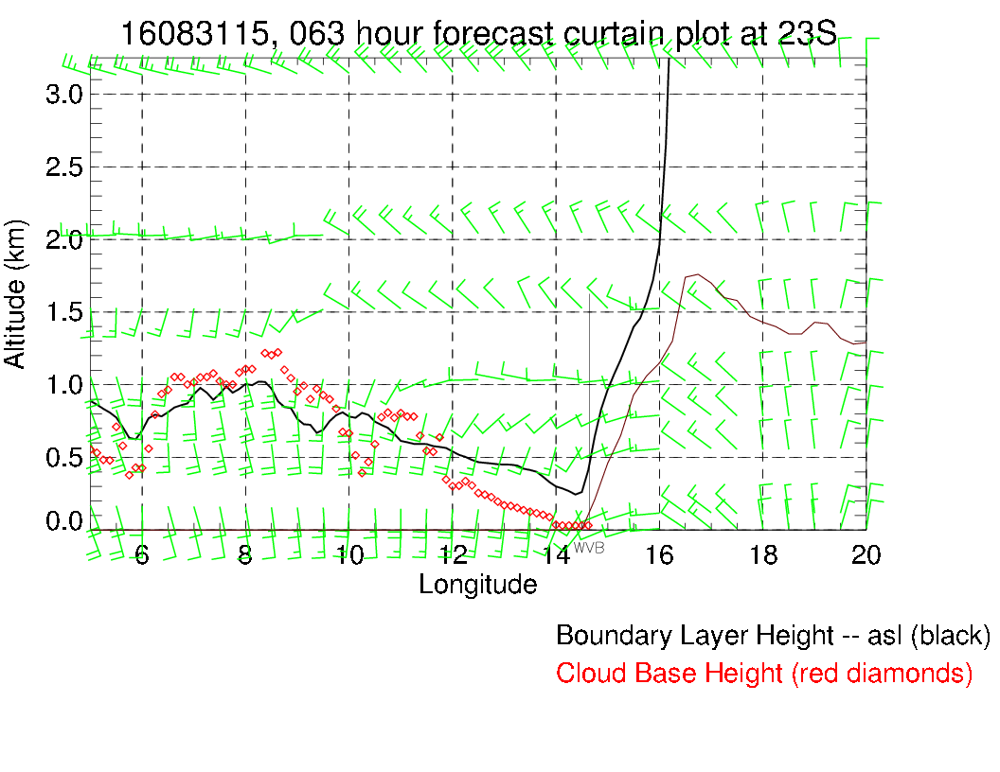 16083115, 063 hour forecast curtain plot at 23S
3.0
2.5
2.0
1.5
1.0
0.5
0.0
Altitude (km)
6 8 10 12 14 16 18 20
WVB
Longitude
Boundary Layer Height -- asl (black)
Cloud Base Height (red diamonds)